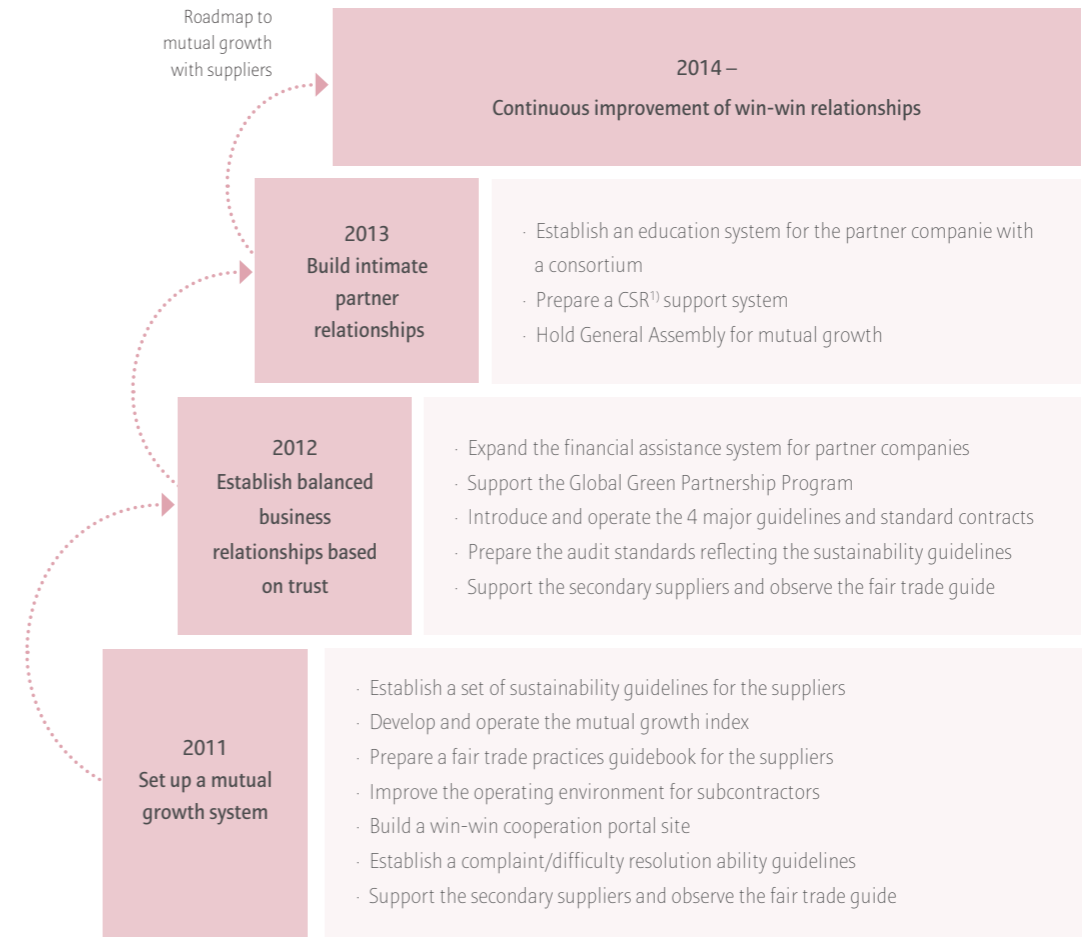 Roadmap to
mutual growth
with suppliers
2014 –
Continuous improvement of win-win relationships
2013
Build intimate
partner
relationships
· Establish an education system for the partner companie with
a consortium
· Prepare a CSR1) support system
· Hold General Assembly for mutual growth
2012
Establish balanced
business
relationships based
on trust
· Expand the financial assistance system for partner companies
· Support the Global Green Partnership Program
· Introduce and operate the 4 major guidelines and standard contracts
· Prepare the audit standards reflecting the sustainability guidelines
· Support the secondary suppliers and observe the fair trade guide
2011
Set up a mutual
growth system
· Establish a set of sustainability guidelines for the suppliers
· Develop and operate the mutual growth index
· Prepare a fair trade practices guidebook for the suppliers
· Improve the operating environment for subcontractors
· Build a win-win cooperation portal site
· Establish a complaint/difficulty resolution ability guidelines
· Support the secondary suppliers and observe the fair trade guide